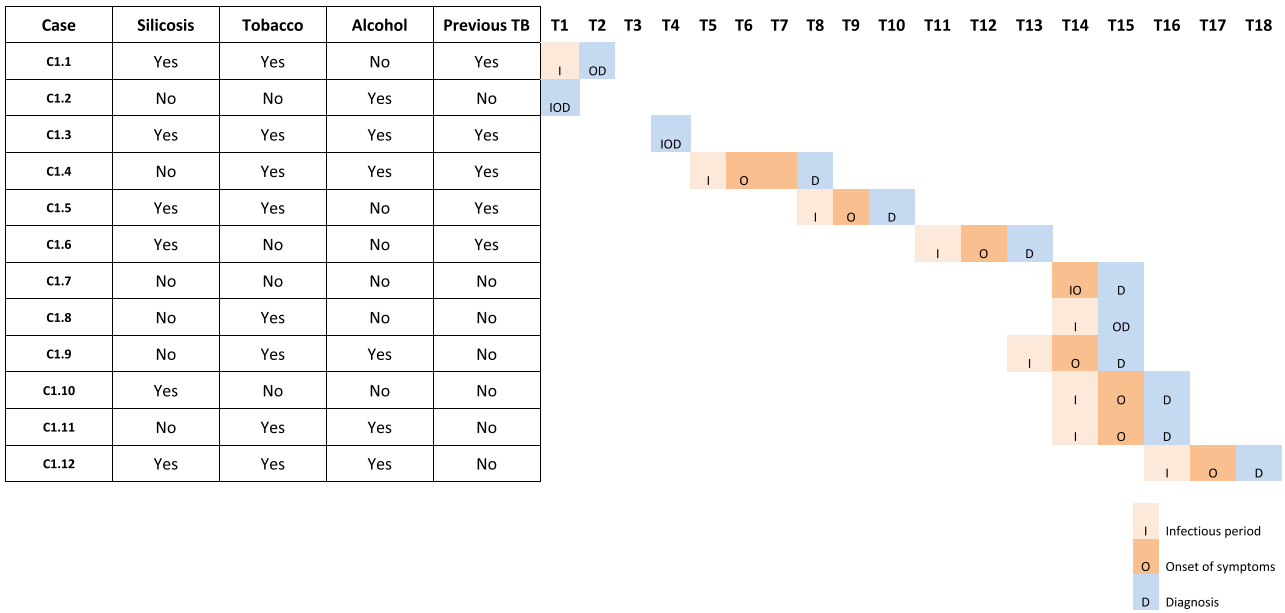 Case Silicosis Tobacco Alcohol Previous TB T1 T2 T3 T4 T5 T6 T7 T8 T9 T10 T11 T12 T13 T14 T15 T16 T17 T18
C1.1 Yes Yes No Yes I OD
C1.2 No No Yes No IOD
C1.3 Yes Yes Yes Yes IOD
C1.4 No Yes Yes Yes I O D
C1.5 Yes Yes No Yes I O D
C1.6 Yes No No Yes I O D
C1.7 No No No No IO D
C1.8 No Yes No No I OD
C1.9 No Yes Yes No I O D
C1.10 Yes No No No I O D
C1.11 No Yes Yes No I O D
C1.12 Yes Yes Yes No I O D
I Infectious period
O Onset of symptoms
D Diagnosis